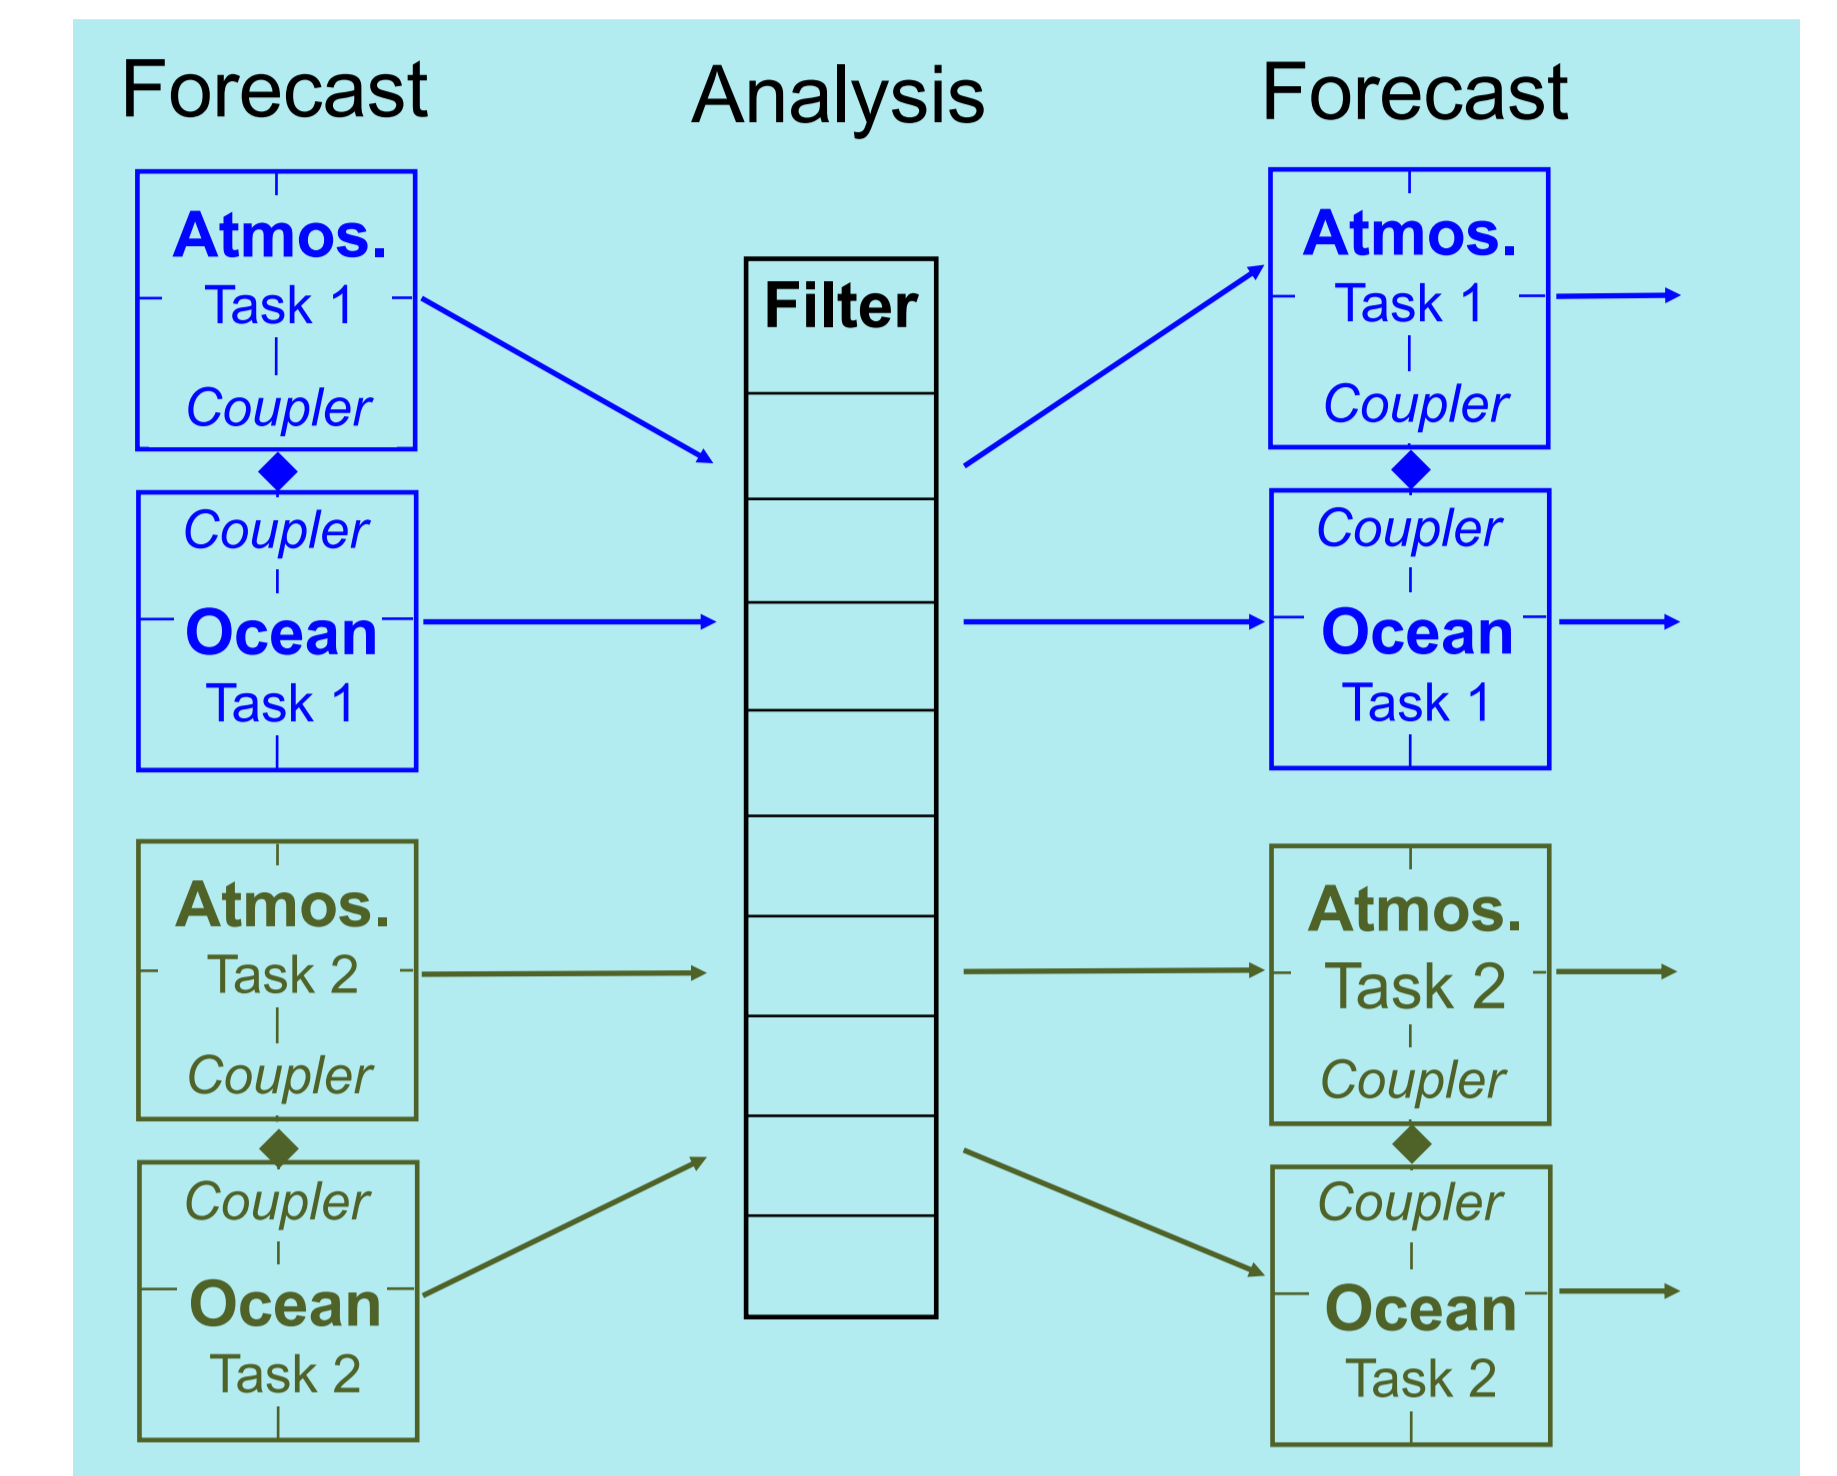 Forecast
Analysis
Forecast
Atmos.
Task 1
Coupler
Coupler
Ocean
Task 1
Atmos.
Task 2
Coupler
Coupler
Ocean
Task 2
Filter
Atmos.
Task 1
Coupler
Coupler
Ocean
Task 1
Atmos.
Task 2
Coupler
Coupler
Ocean
Task 2